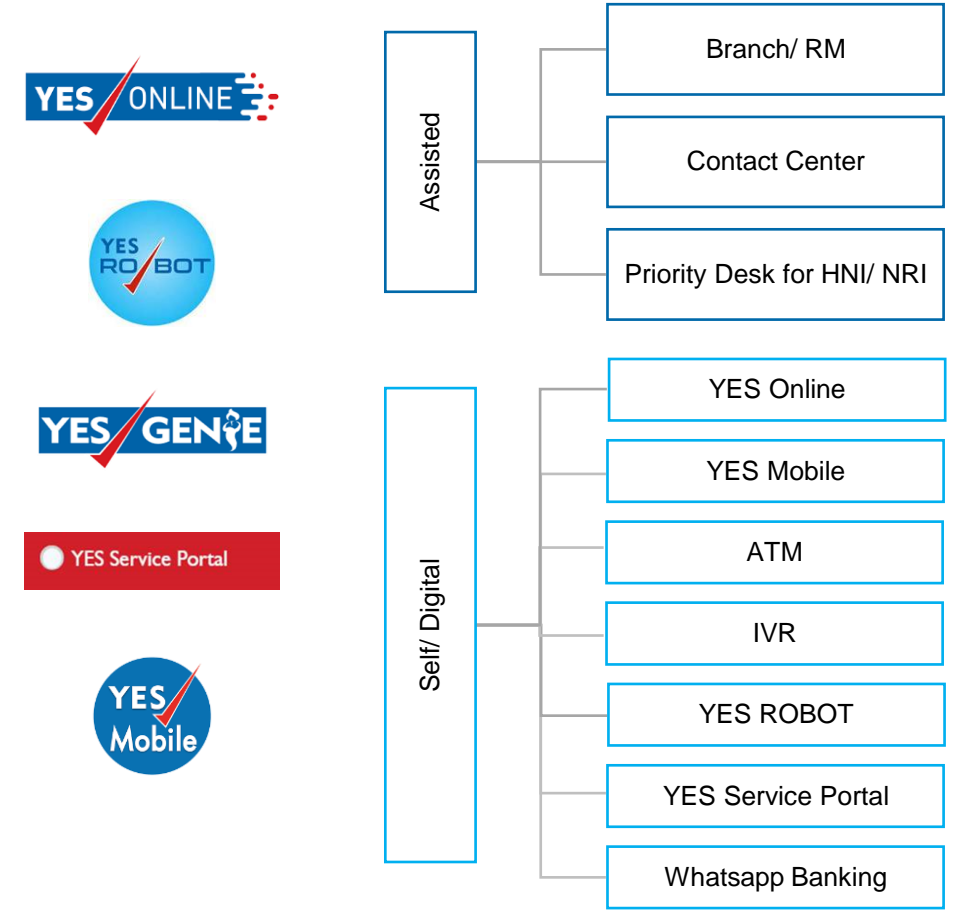 YES ONLINE
YES
ROBOT
YES GENIE
YES Service Portal
YES
Mobile
Assisted
Branch/ RM
Contact Center
Priority Desk for HNI/ NRI
Self/ Digital
YES Online
YES Mobile
ATM
IVR
YES ROBOT
YES Service Portal
Whatsapp Banking